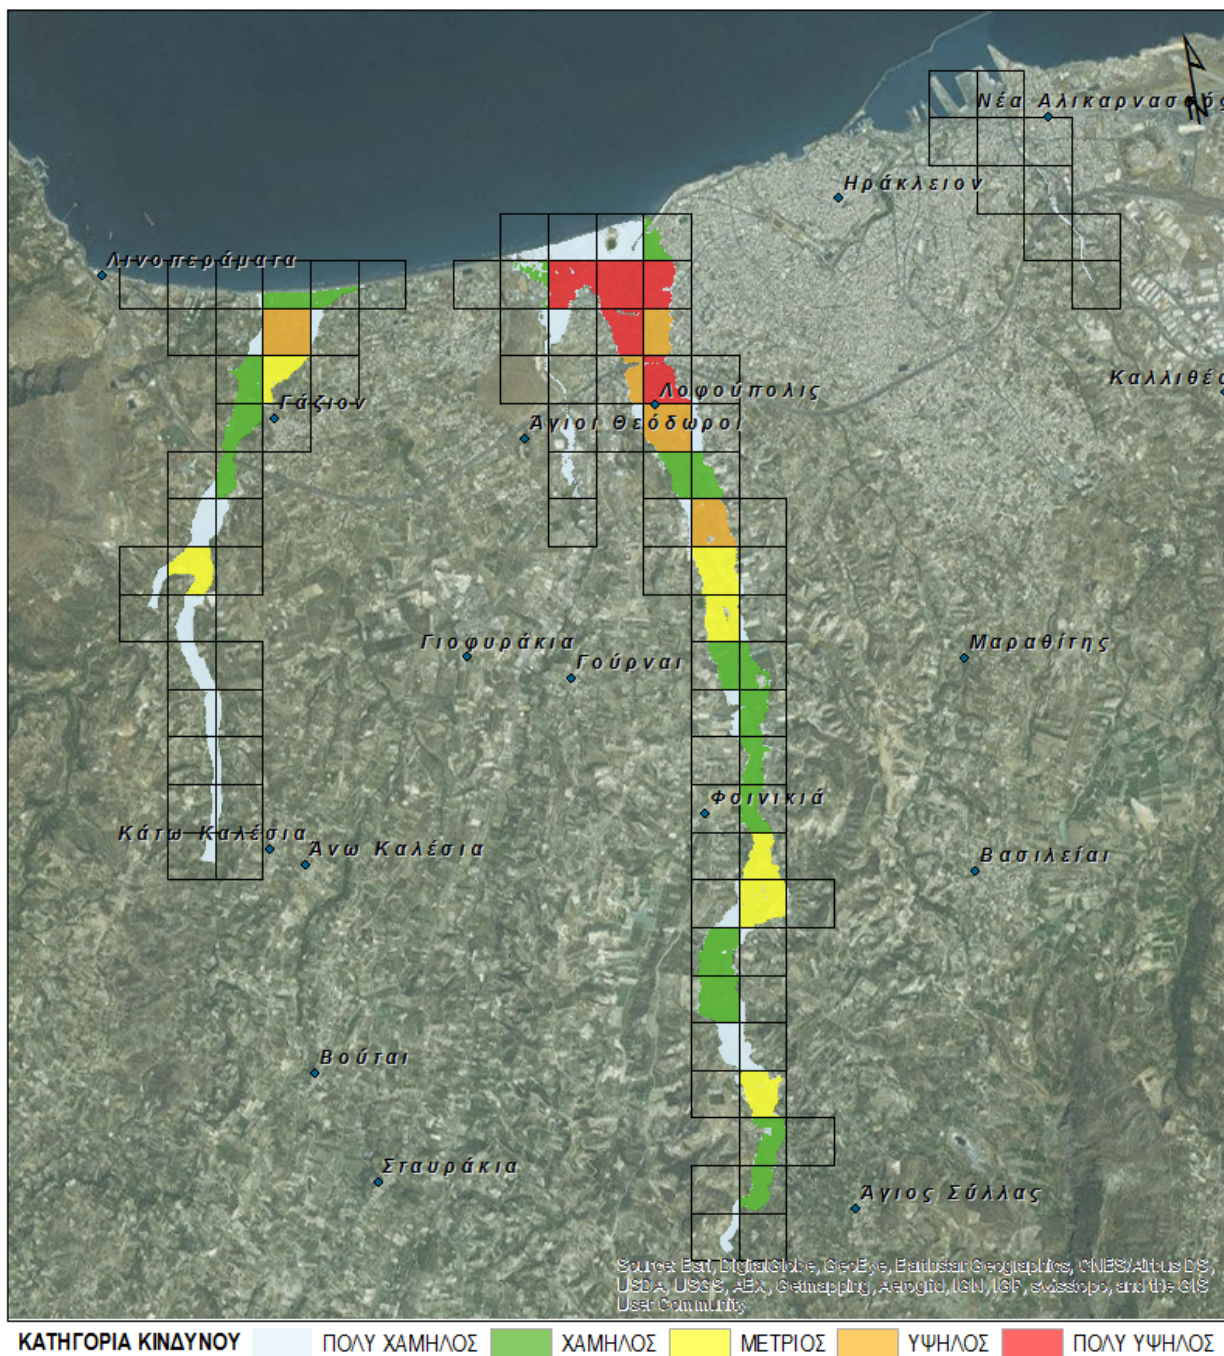 Νέα Αλικαρνασσός
Ηράκλειον
Λινοπεράματα
Καλλιθέα
Λοφούπολις
Γάζιον
Άγιοι Θεόδωροι
Γιοφυράκια
Γούρναι
Μαραθίτης
Φοινικιά
Κάτω Καλέσια
Άνω Καλέσια
Βασιλείαι
Βούται
Σταυράκια
Άγιος Σύλλας
Source: Esri, DigitalGlobe, GeoEye, Earthstar Geographics, CNES/Airbus DS,
USDA, USGS, AEX, Getmapping, Aerogrid, IGN, IGP, swisstopo, and the GIS
User Community
ΚΑΤΗΓΟΡΙΑ ΚΙΝΔΥΝΟΥ ΠΟΛΥ ΧΑΜΗΛΟΣ ΧΑΜΗΛΟΣ ΜΕΤΡΙΟΣ ΥΨΗΛΟΣ ΠΟΛΥ ΥΨΗΛΟΣ